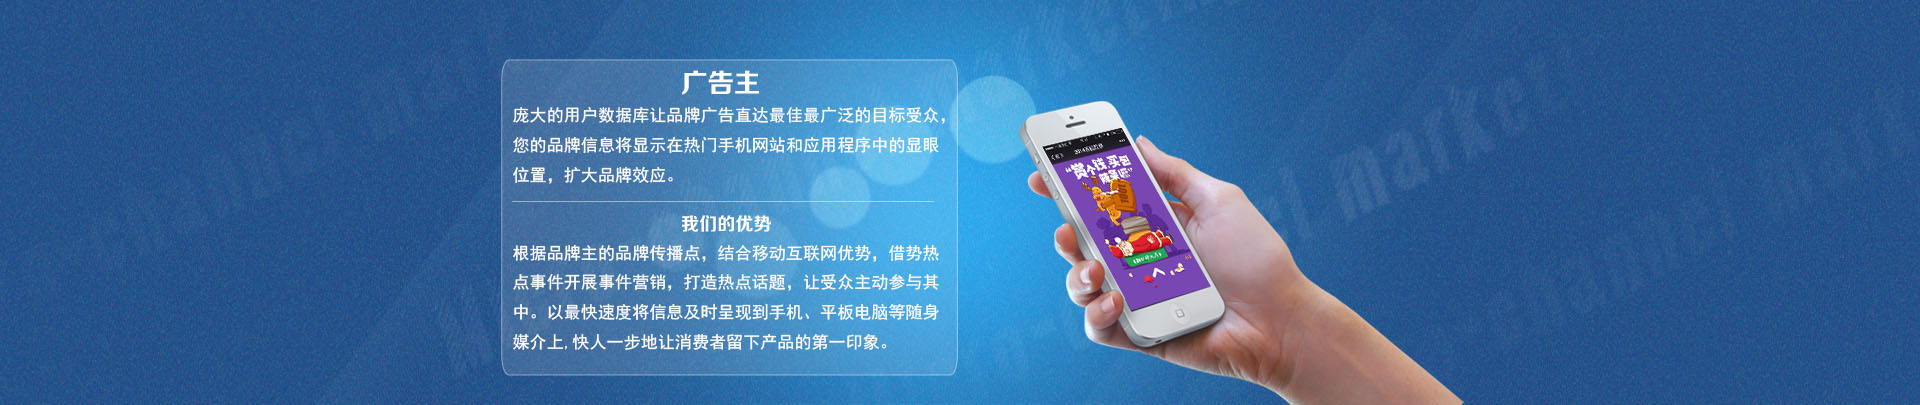 广告主
庞大的用户数据库让品牌广告直达最佳最广泛的目标受众，
您的品牌信息将显示在热门手机网站和应用程序中的显眼
位置，扩大品牌效应。
我们的优势
根据品牌主的品牌传播点，结合移动互联网优势，借势热
点事件开展事件营销，打造热点话题，让受众主动参与其
中。以最快速度将信息及时呈现到手机、平板电脑等随身
媒介上,快人一步地让消费者留下产品的第一印象。
“赏个钱,买包